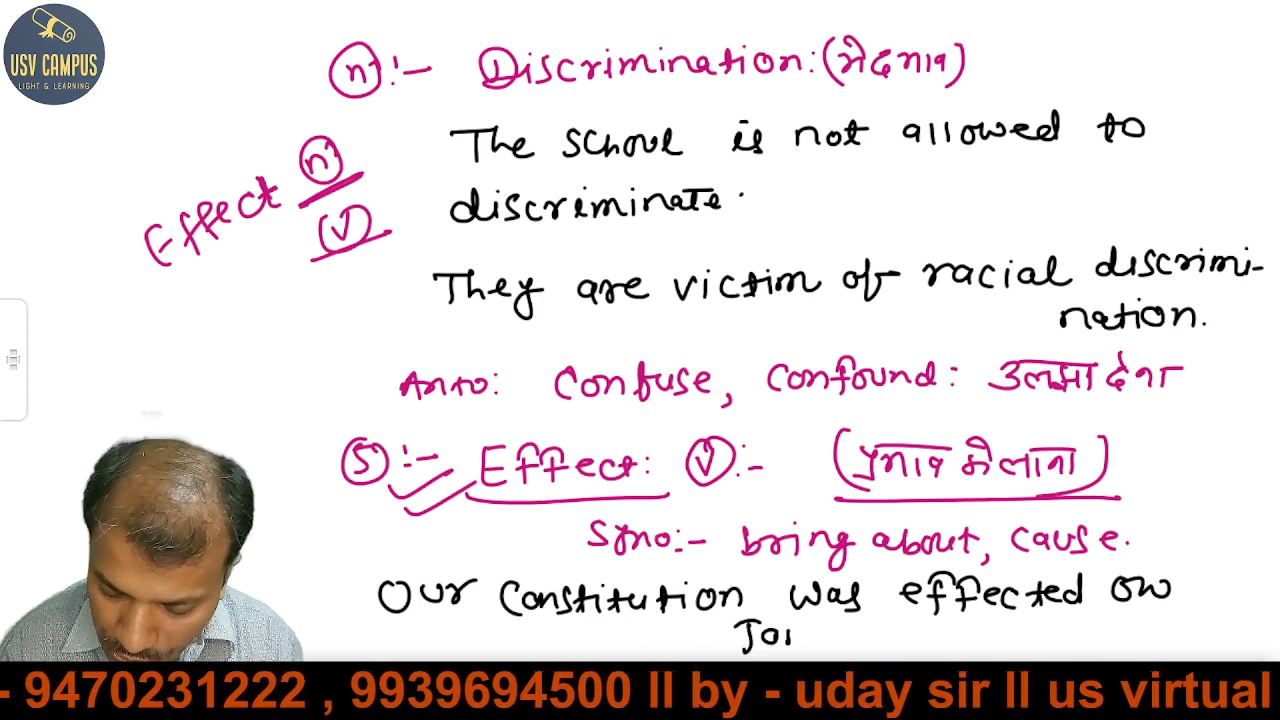 USV CAMPUS
LIGHT & LEARNING
n :- Discrimination: (भेदभाव)
The school is not allowed to
discriminate.
Effect n
(v)
They are victim of racial discrimi-
nation.
Anto: Confuse, Confound: उलझा देना
5 :- Effect: (v) :- (प्रभाव में लाना)
Syno:- bring about, cause.
Our Constitution was effected on
Jan
- 9470231222 , 9939694500 ll by - uday sir ll us virtual